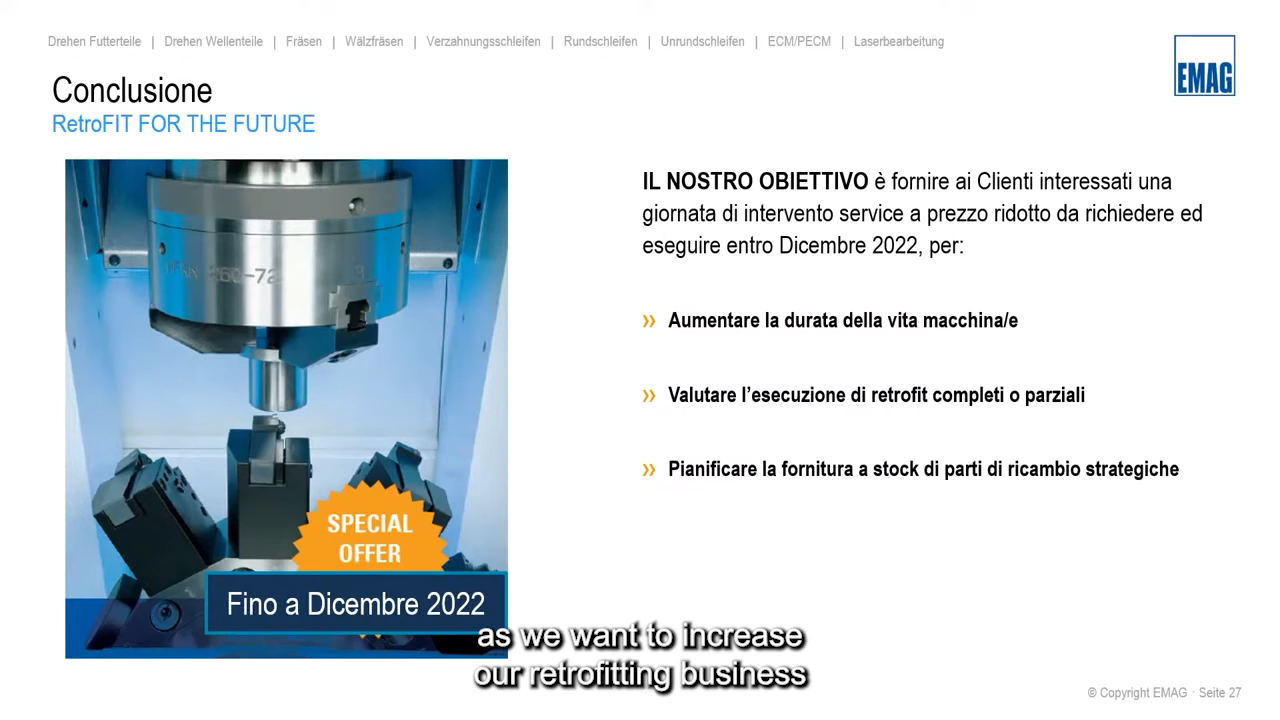 Drehen Futterteile | Drehen Wellenteile | Fräsen | Wälzfräsen | Verzahnungsschleifen | Rundschleifen | Unrundschleifen | ECM/PECM | Laserbearbeitung
EMAG
Conclusione
RetroFIT FOR THE FUTURE
IL NOSTRO OBIETTIVO è fornire ai Clienti interessati una
giornata di intervento service a prezzo ridotto da richiedere ed
eseguire entro Dicembre 2022, per:
» Aumentare la durata della vita macchina/e
» Valutare l’esecuzione di retrofit completi o parziali
» Pianificare la fornitura a stock di parti di ricambio strategiche
SPECIAL
OFFER
Fino a Dicembre 2022
as we want to increase
our retrofitting business
© Copyright EMAG · Seite 27